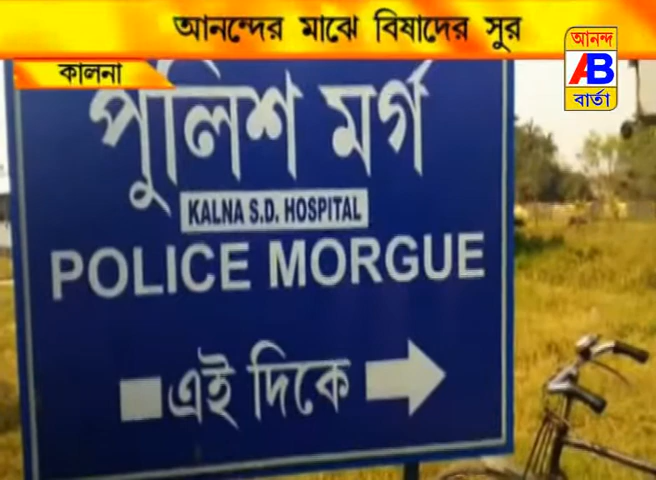 আনন্দের মাঝে বিষাদের সুর
আনন্দ
AB
বার্তা
কালনা
পুলিশ মর্গ
KALNA S.D. HOSPITAL
POLICE MORGUE
এই দিকে